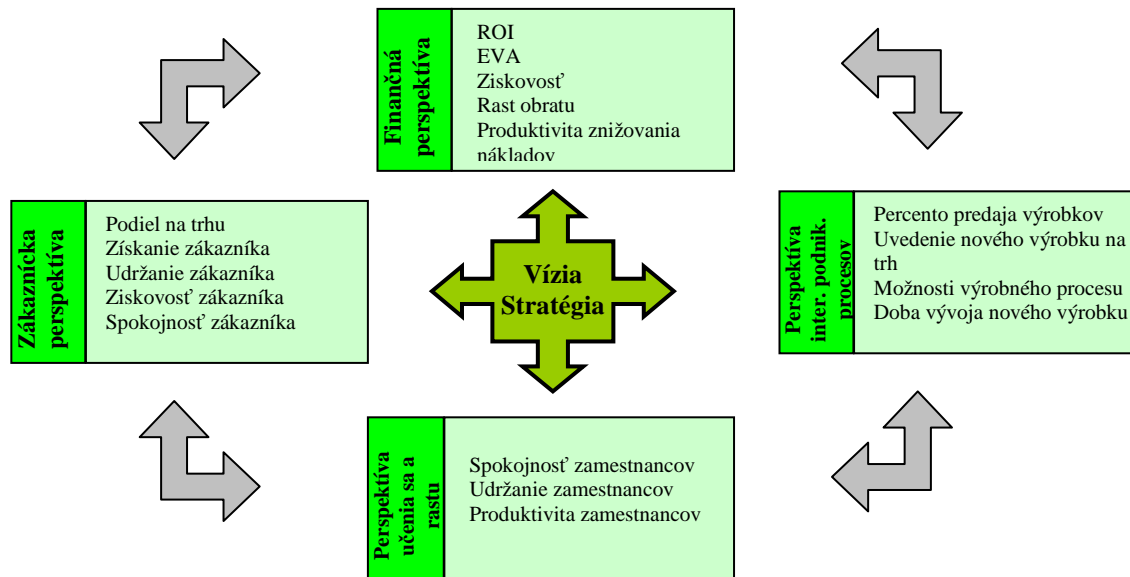 Finančná
perspektíva
ROI
EVA
Ziskovosť
Rast obratu
Produktivita znižovania
nákladov
Zákaznícka
perspektíva
Podiel na trhu
Získanie zákazníka
Udržanie zákazníka
Ziskovosť zákazníka
Spokojnosť zákazníka
Vízia
Stratégia
Perspektíva
inter. podnik.
procesov
Percento predaja výrobkov
Uvedenie nového výrobku na
trh
Možnosti výrobného procesu
Doba vývoja nového výrobku
Perspektíva
učenia sa a
rastu
Spokojnosť zamestnancov
Udržanie zamestnancov
Produktivita zamestnancov